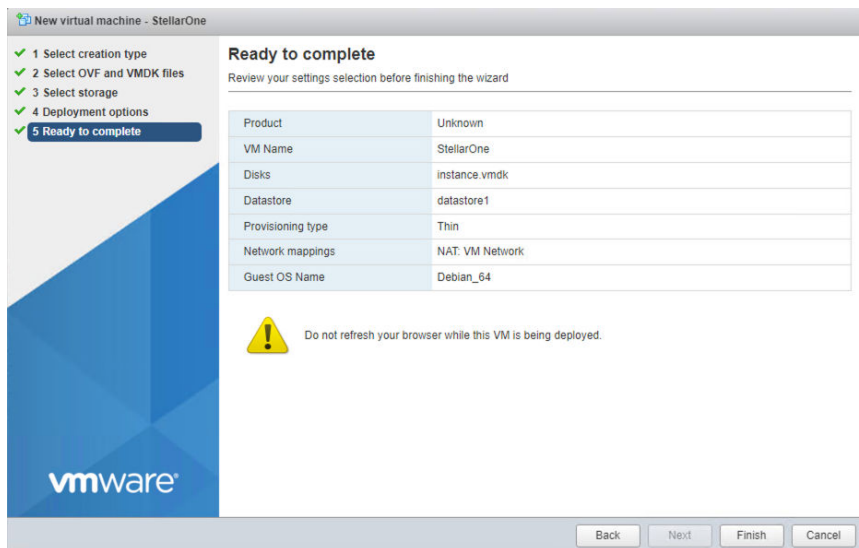 New virtual machine - StellarOne
1 Select creation type
2 Select OVF and VMDK files
3 Select storage
4 Deployment options
5 Ready to complete
Ready to complete
Review your settings selection before finishing the wizard
Product Unknown
VM Name StellarOne
Disks instance.vmdk
Datastore datastore1
Provisioning type Thin
Network mappings NAT: VM Network
Guest OS Name Debian_64
Do not refresh your browser while this VM is being deployed.
vmware®
Back Next Finish Cancel